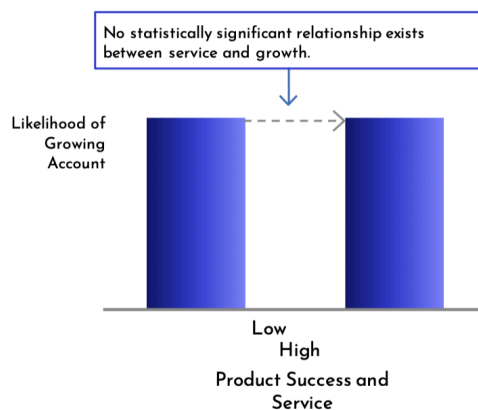 No statistically significant relationship exists
between service and growth.
Likelihood of
Growing
Account
Low
High
Product Success and
Service